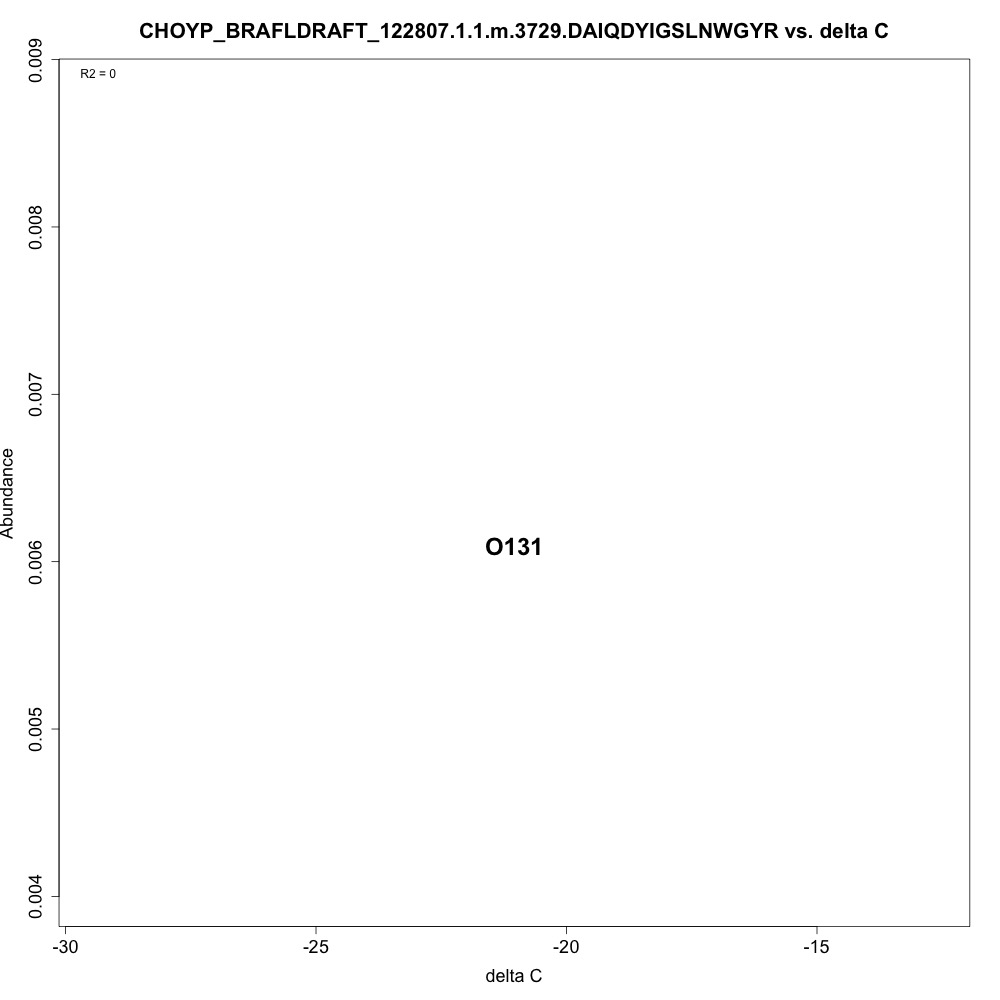 CHOYP_BRAFLDRAFT_122807.1.1.m.3729.DAIQDYIGSLNWGYR vs. delta C
R2 = 0
0.009
0.008
0.007
0.006
0.005
0.004
Abundance
O131
-30 -25 -20 -15
delta C